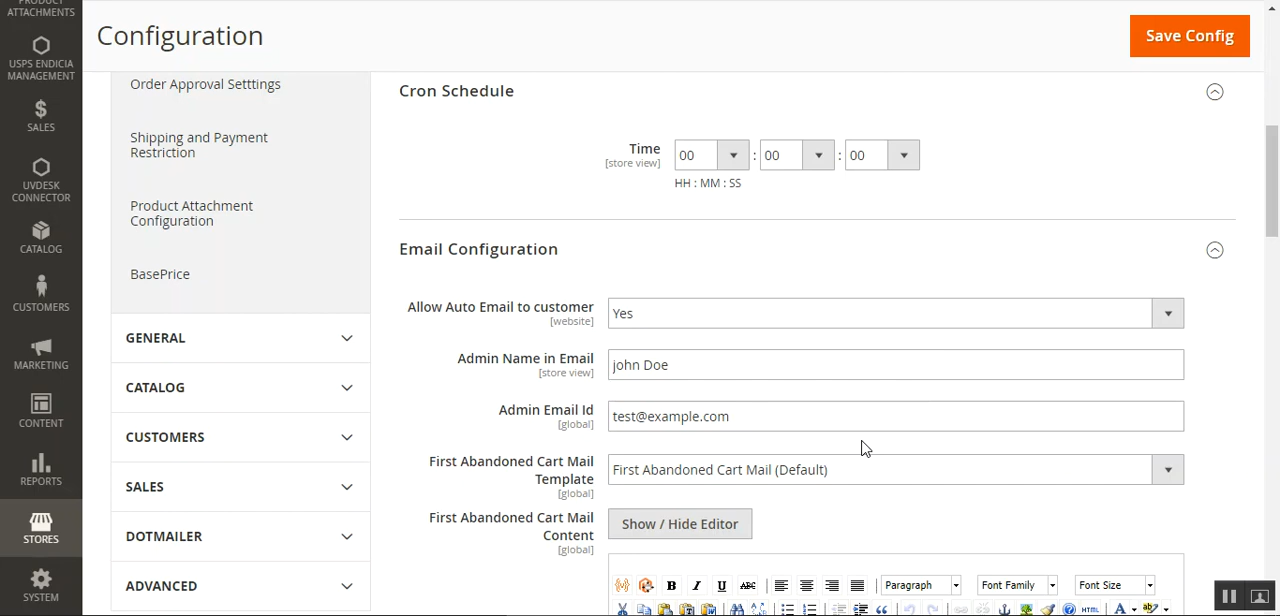 PRODUCT
ATTACHMENTS
USPS ENDICIA
MANAGEMENT
SALES
UVDESK
CONNECTOR
CATALOG
CUSTOMERS
MARKETING
CONTENT
REPORTS
STORES
SYSTEM
Configuration
Save Config
Order Approval Setttings
Shipping and Payment
Restriction
Product Attachment
Configuration
BasePrice
GENERAL
CATALOG
CUSTOMERS
SALES
DOTMAILER
ADVANCED
Cron Schedule
Time
[store view]
00 : 00 : 00
HH : MM : SS
Email Configuration
Allow Auto Email to customer
[website]
Yes
Admin Name in Email
[store view]
john Doe
Admin Email Id
[global]
test@example.com
First Abandoned Cart Mail
Template
[global]
First Abandoned Cart Mail (Default)
First Abandoned Cart Mail
Content
[global]
Show / Hide Editor
B I U ABC Paragraph Font Family Font Size
HTML A ab